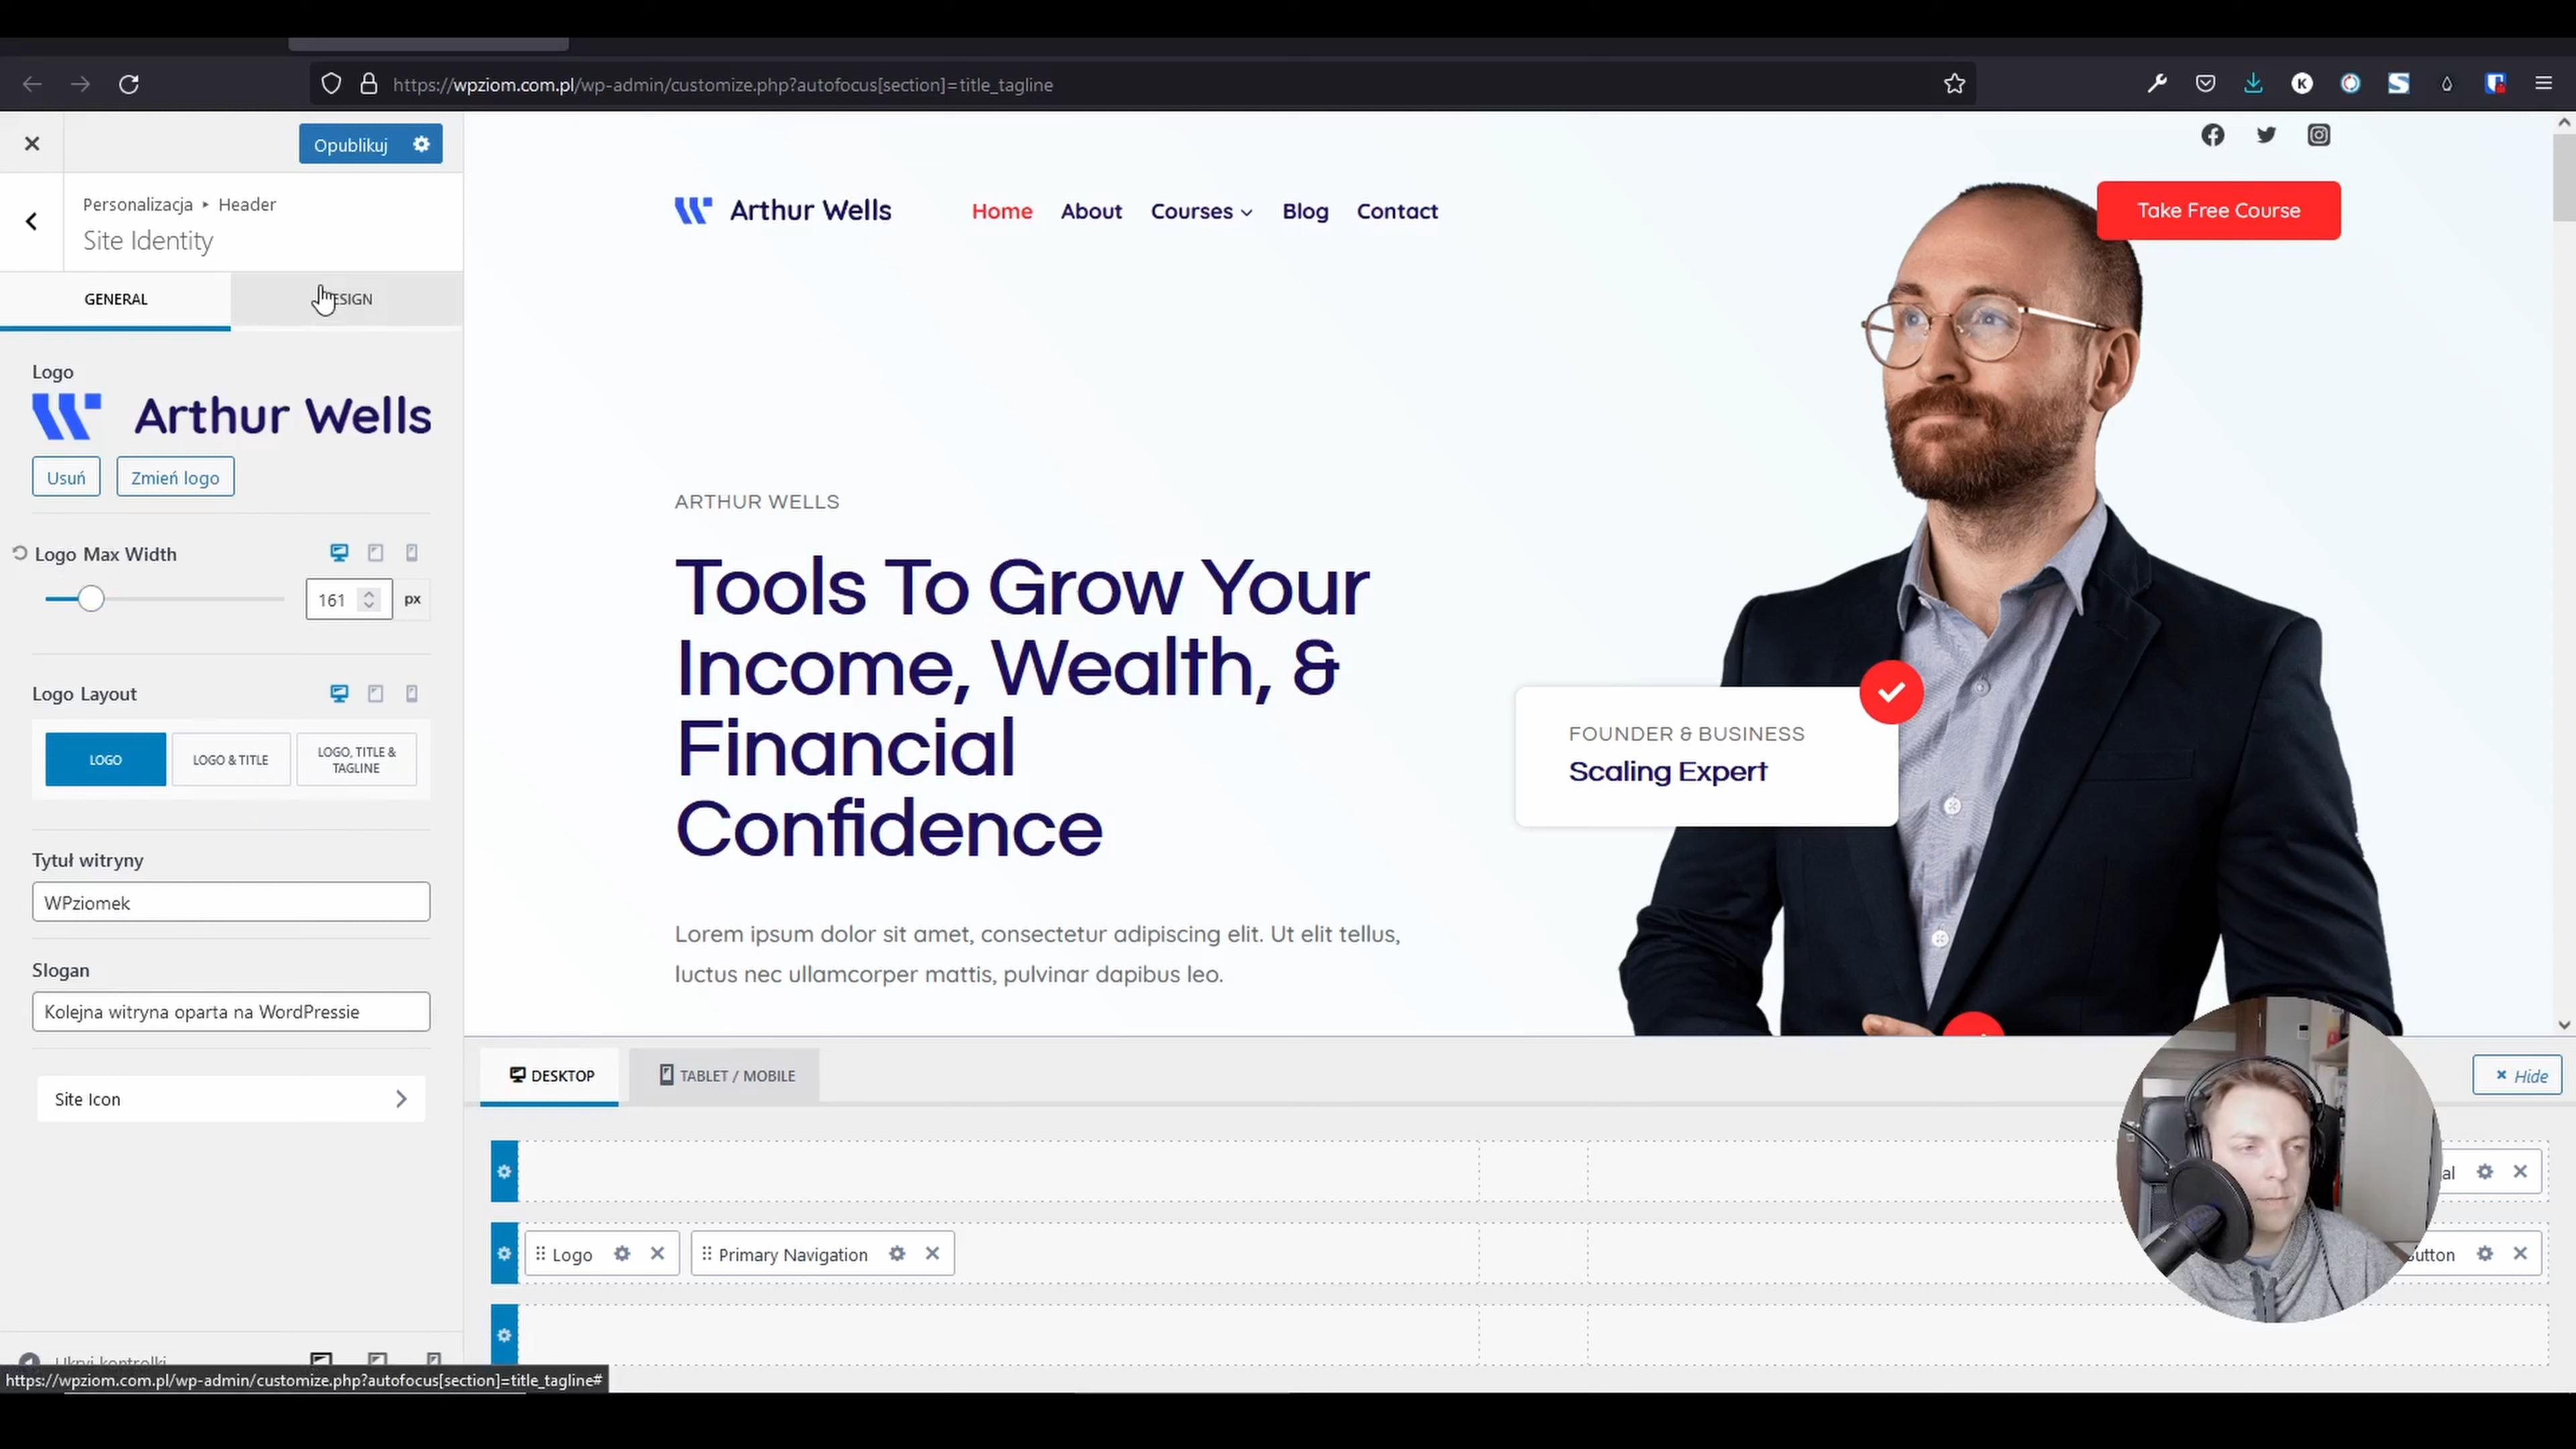 https://wpziom.com.pl/wp-admin/customize.php?autofocus[section]=title_tagline
Opublikuj
Personalizacja ▸ Header
Site Identity
GENERAL
Logo
Arthur Wells
Usuń
Zmień logo
Logo Max Width
161
px
Logo Layout
LOGO
LOGO & TITLE
LOGO, TITLE &
TAGLINE
Tytuł witryny
WPziomek
Slogan
Kolejna witryna oparta na WordPressie
Site Icon
https://wpziom.com.pl/wp-admin/customize.php?autofocus[section]=title_tagline#
Arthur Wells
Home
About
Courses
Blog
Contact
Take Free Course
ARTHUR WELLS
Tools To Grow Your
Income, Wealth, &
Financial
Confidence
Lorem ipsum dolor sit amet, consectetur adipiscing elit. Ut elit tellus,
luctus nec ullamcorper mattis, pulvinar dapibus leo.
FOUNDER & BUSINESS
Scaling Expert
DESKTOP
TABLET / MOBILE
Hide
Logo
Primary Navigation